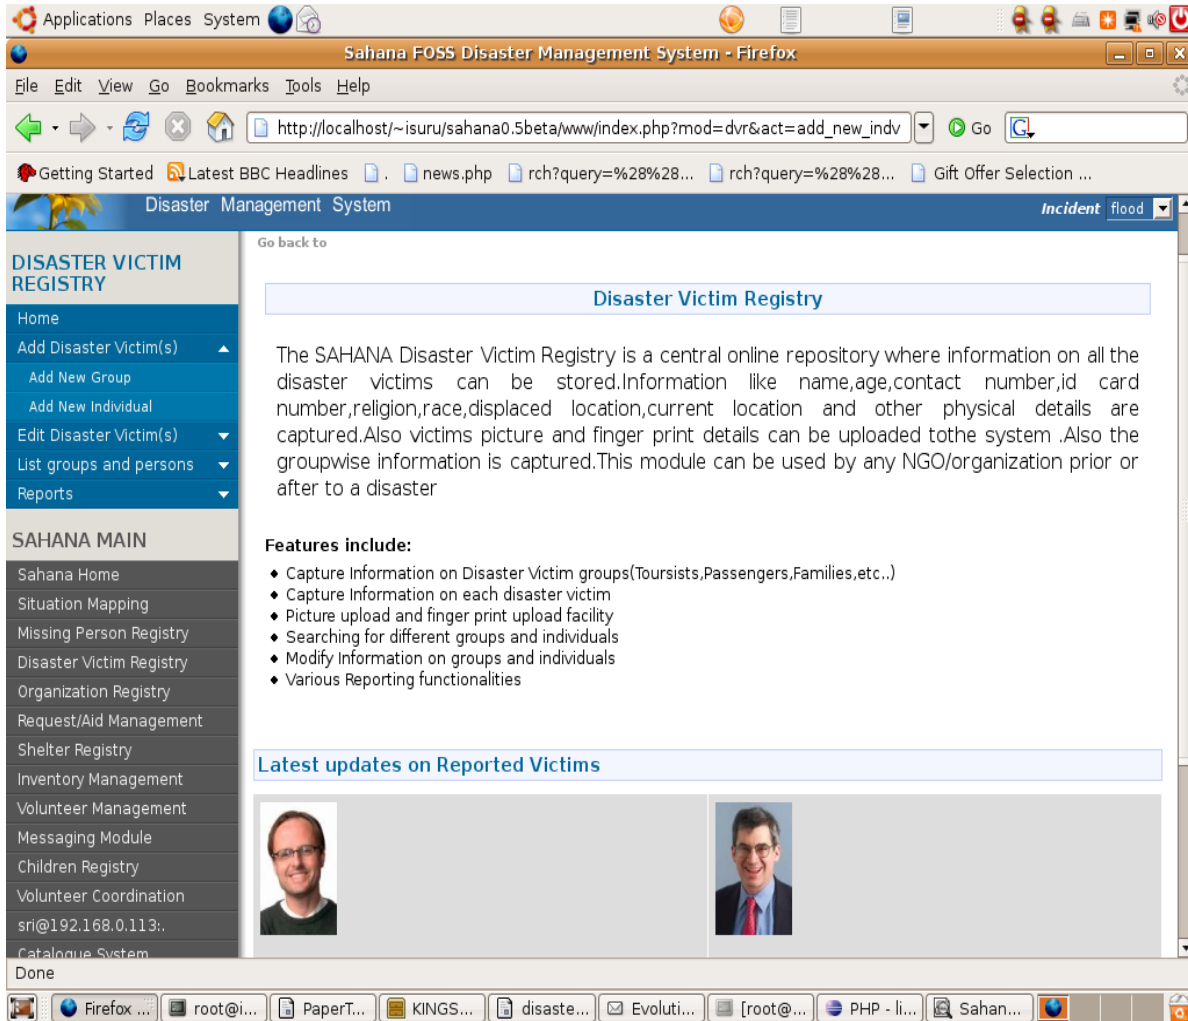 Applications Places System
Sahana FOSS Disaster Management System - Firefox
File Edit View Go Bookmarks Tools Help
http://localhost/~isuru/sahana0.5beta/www/index.php?mod=dvr&act=add_new_indv
Go
Getting Started Latest BBC Headlines . news.php rch?query=%28%28... rch?query=%28%28... Gift Offer Selection ...
Disaster Management System
Incident flood
DISASTER VICTIM
REGISTRY
Home
Add Disaster Victim(s)
Add New Group
Add New Individual
Edit Disaster Victim(s)
List groups and persons
Reports
SAHANA MAIN
Sahana Home
Situation Mapping
Missing Person Registry
Disaster Victim Registry
Organization Registry
Request/Aid Management
Shelter Registry
Inventory Management
Volunteer Management
Messaging Module
Children Registry
Volunteer Coordination
sri@192.168.0.113:.
Catalogue System
Go back to
Disaster Victim Registry
The SAHANA Disaster Victim Registry is a central online repository where information on all the
disaster victims can be stored.Information like name,age,contact number,id card
number,religion,race,displaced location,current location and other physical details are
captured.Also victims picture and finger print details can be uploaded tothe system .Also the
groupwise information is captured.This module can be used by any NGO/organization prior or
after to a disaster
Features include:
Capture Information on Disaster Victim groups(Toursists,Passengers,Families,etc..)
Capture Information on each disaster victim
Picture upload and finger print upload facility
Searching for different groups and individuals
Modify Information on groups and individuals
Various Reporting functionalities
Latest updates on Reported Victims
Done
Firefox ... root@i... PaperT... KINGS... disaste... Evoluti... [root@... PHP - li... Sahan...